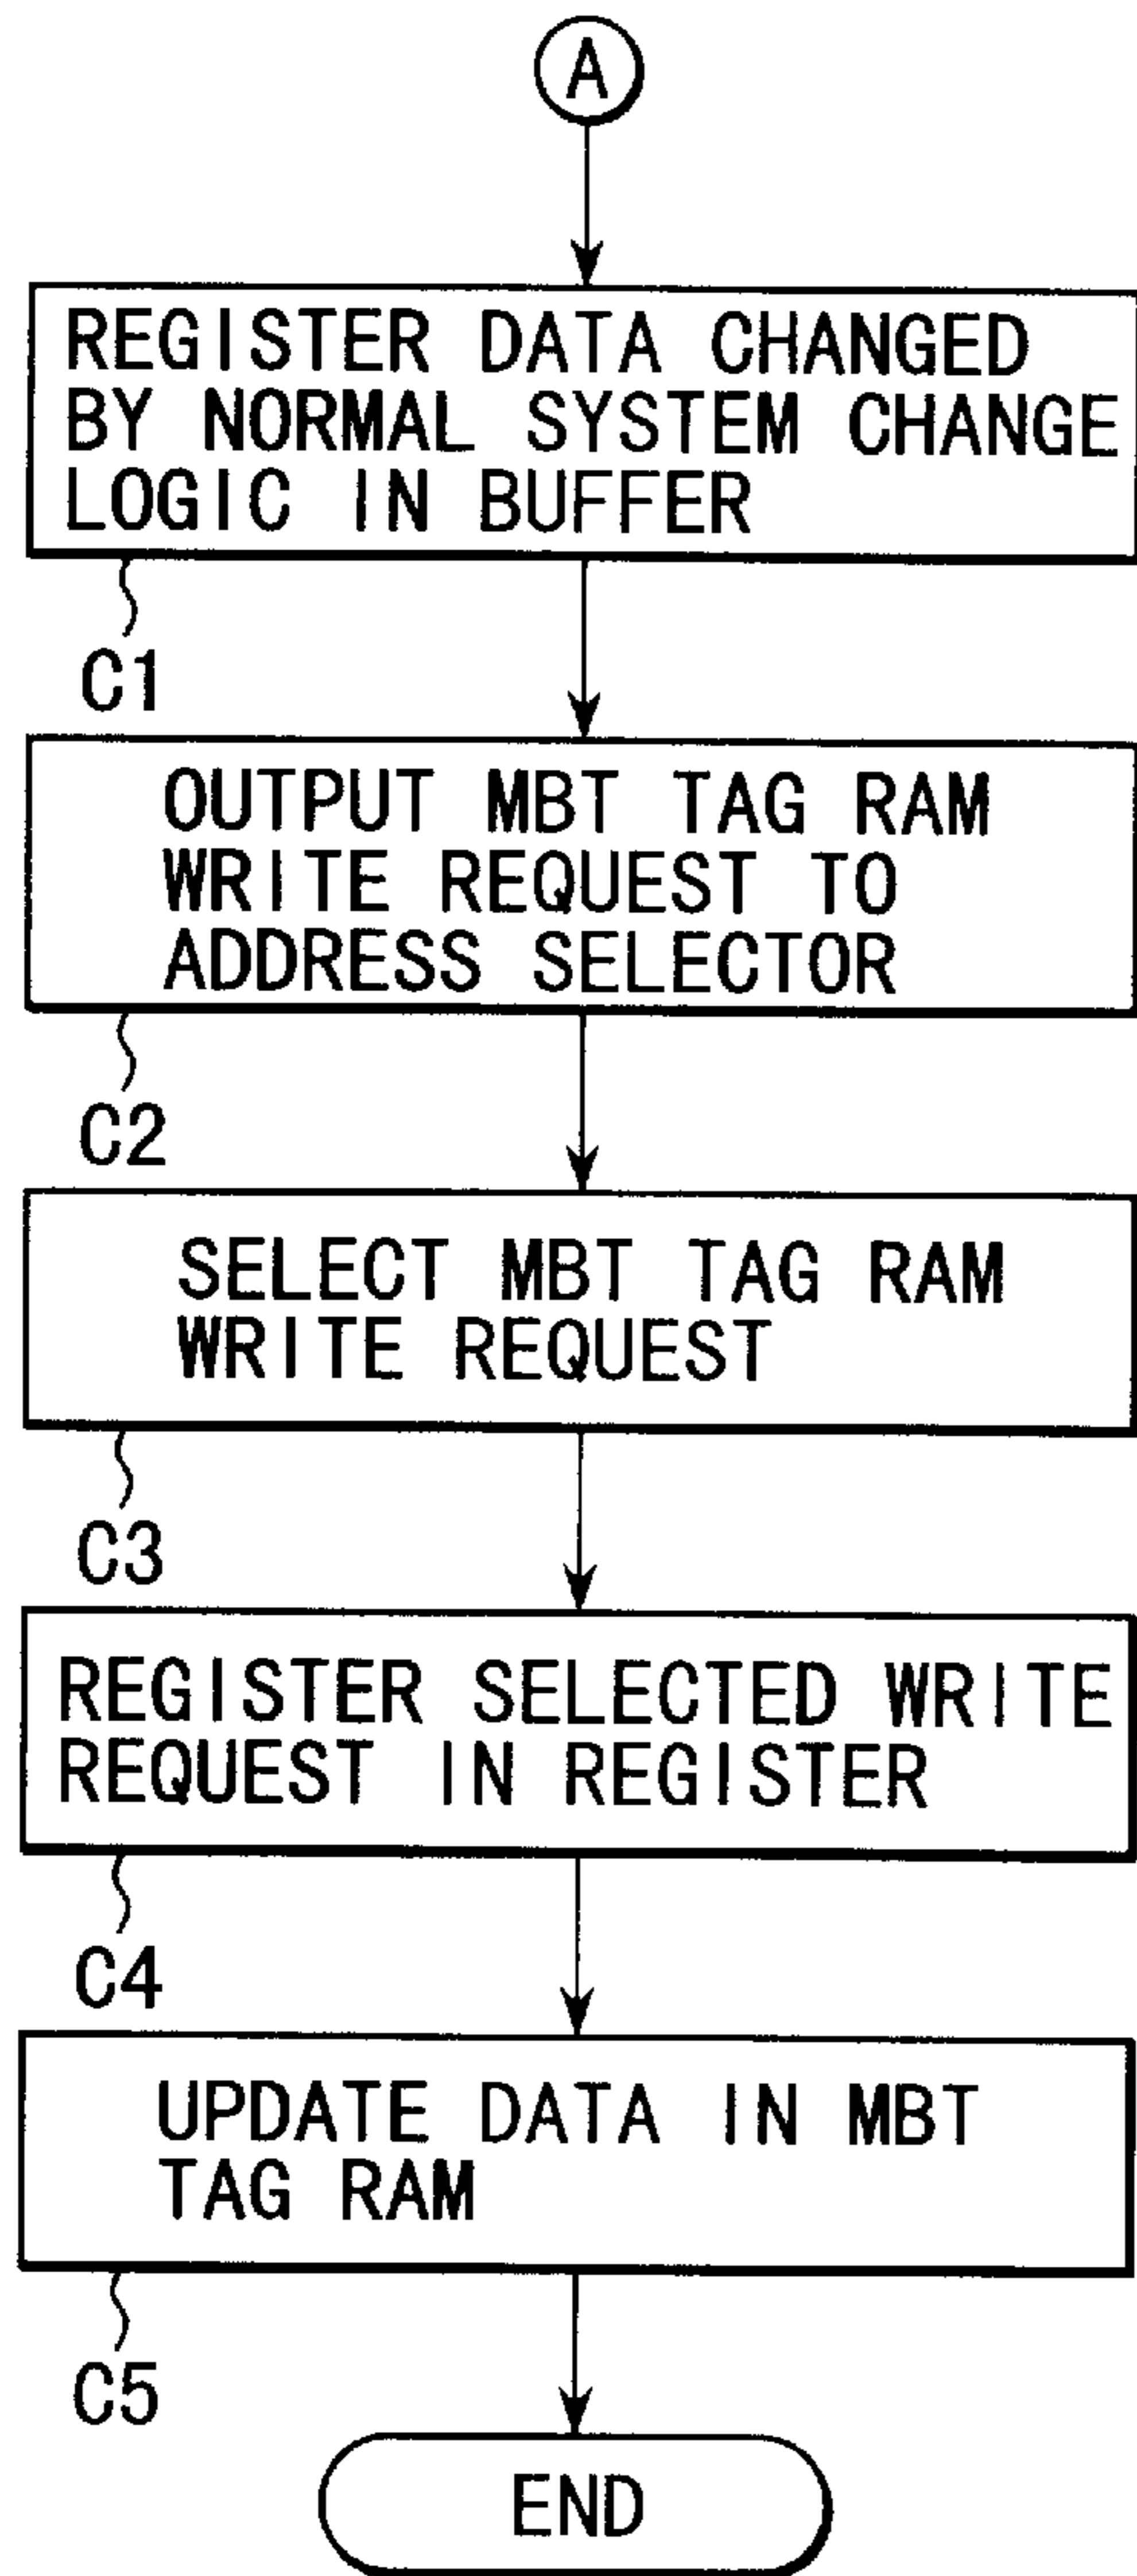 A
REGISTER DATA CHANGED
BY NORMAL SYSTEM CHANGE
LOGIC IN BUFFER
C1
OUTPUT MBT TAG RAM
WRITE REQUEST TO
ADDRESS SELECTOR
C2
SELECT MBT TAG RAM
WRITE REQUEST
C3
REGISTER SELECTED WRITE
REQUEST IN REGISTER
C4
UPDATE DATA IN MBT
TAG RAM
C5
END